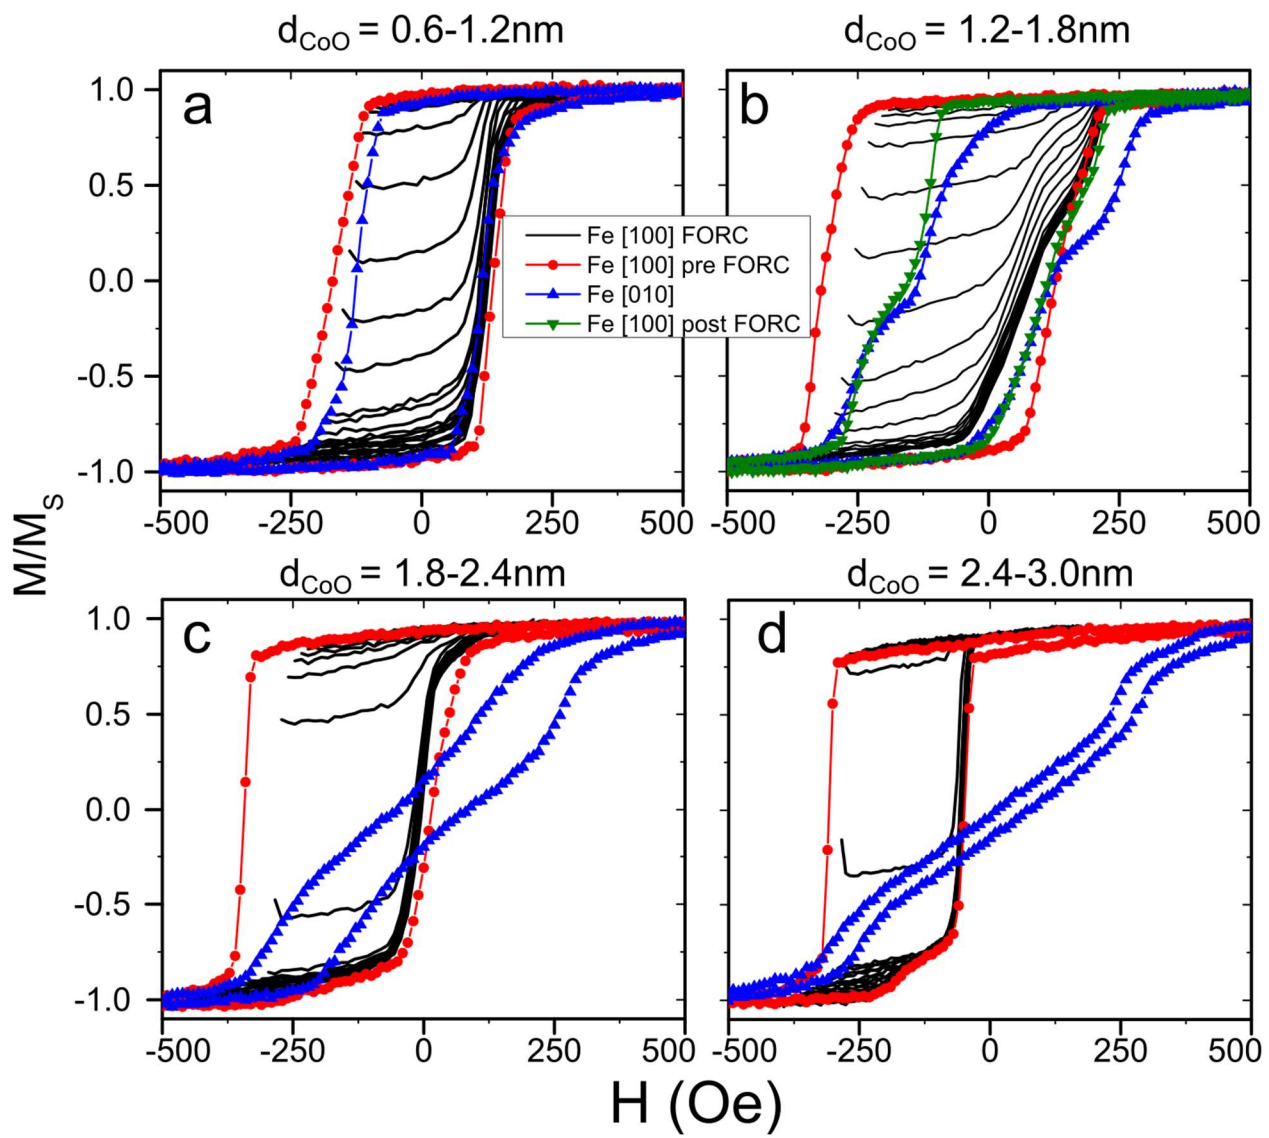 d_CoO = 0.6-1.2nm
d_CoO = 1.2-1.8nm
a
b
1.0
0.5
0.0
-0.5
-1.0
Fe [100] FORC
Fe [100] pre FORC
Fe [010]
Fe [100] post FORC
-500 -250 0 250 500
-500 -250 0 250 500
M/M_S
d_CoO = 1.8-2.4nm
d_CoO = 2.4-3.0nm
c
d
1.0
0.5
0.0
-0.5
-1.0
-500 -250 0 250 500
-500 -250 0 250 500
H (Oe)